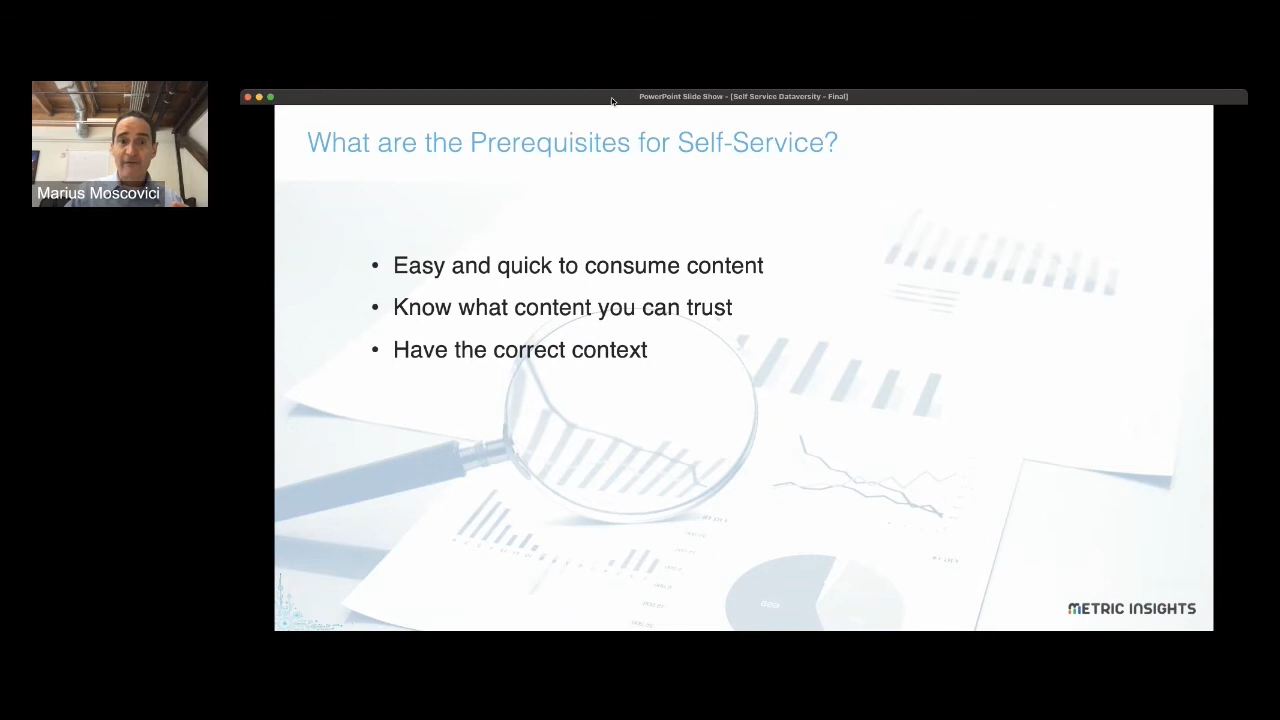 PowerPoint Slide Show - [Self Service Dataversity - Final]
What are the Prerequisites for Self-Service?
Marius Moscovici
• Easy and quick to consume content
• Know what content you can trust
• Have the correct context
METRIC INSIGHTS